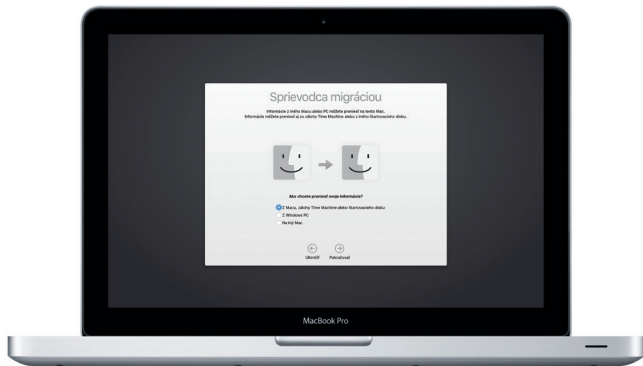 Sprievodca migráciou
Informácie z iného Macu alebo PC môžete preniesť na tento Mac.
Informácie môžete preniesť aj zo zálohy Time Machine alebo z iného štartovacieho disku.
Ako chcete preniesť svoje informácie?
Z Macu, zálohy Time Machine alebo štartovacieho disku
Z Windows PC
Na iný Mac
Ukončiť Pokračovať
MacBook Pro